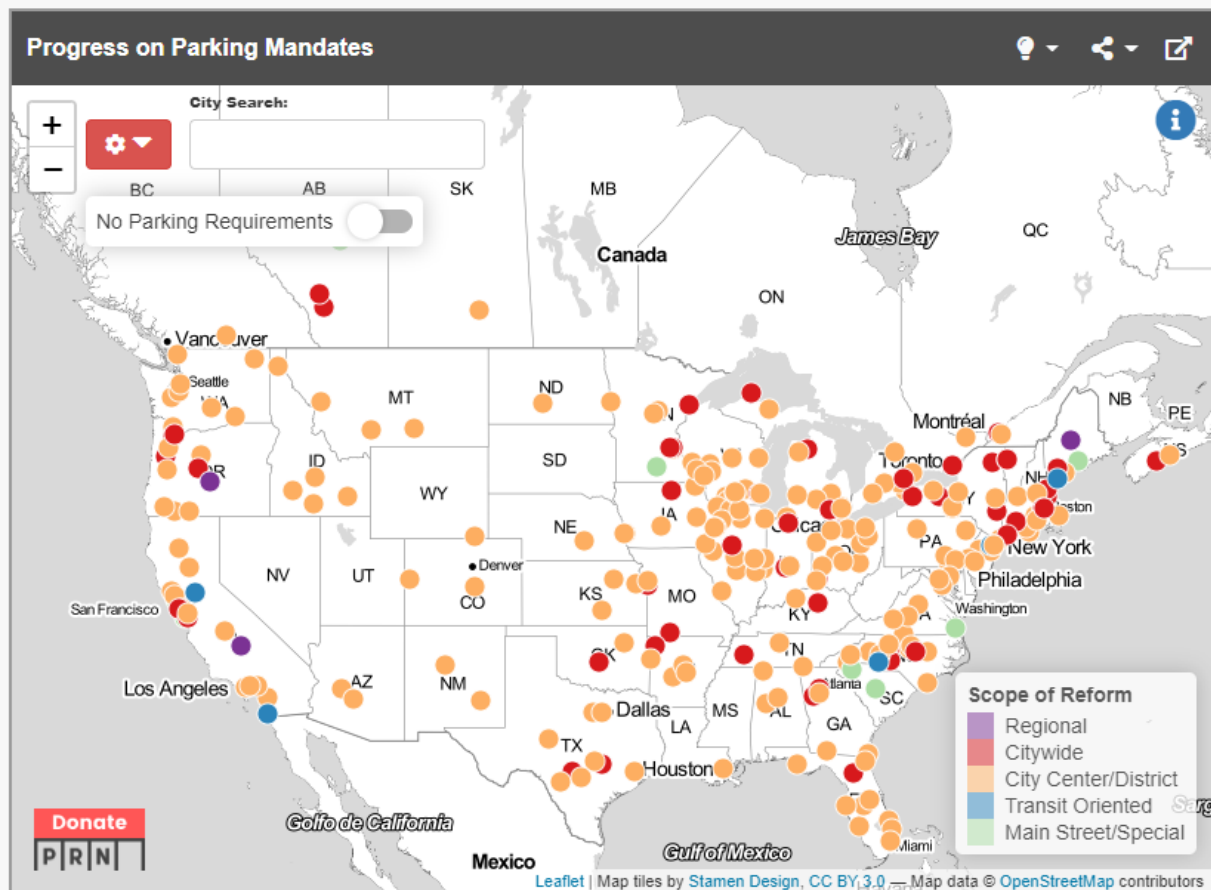 Progress on Parking Mandates
City Search:
+
−
BC
AB
SK
MB
No Parking Requirements
James Bay
QC
Canada
ON
Vancouver
Seattle
WA
MT
ND
Montréal
NB
PE
NS
Toronto
NH
OR
ID
SD
WY
IA
NE
PA
New York
Denver
NV
UT
CO
KS
MO
Philadelphia
San Francisco
KY
Washington
OK
TN
Los Angeles
AZ
NM
Atlanta
SC
Dallas
MS
AL
GA
LA
TX
Houston
Miami
Scope of Reform
Regional
Citywide
City Center/District
Transit Oriented
Main Street/Special
Donate
PRN
Golfo de California
Mexico
Gulf of Mexico
Leaflet | Map tiles by Stamen Design, CC BY 3.0 — Map data © OpenStreetMap contributors